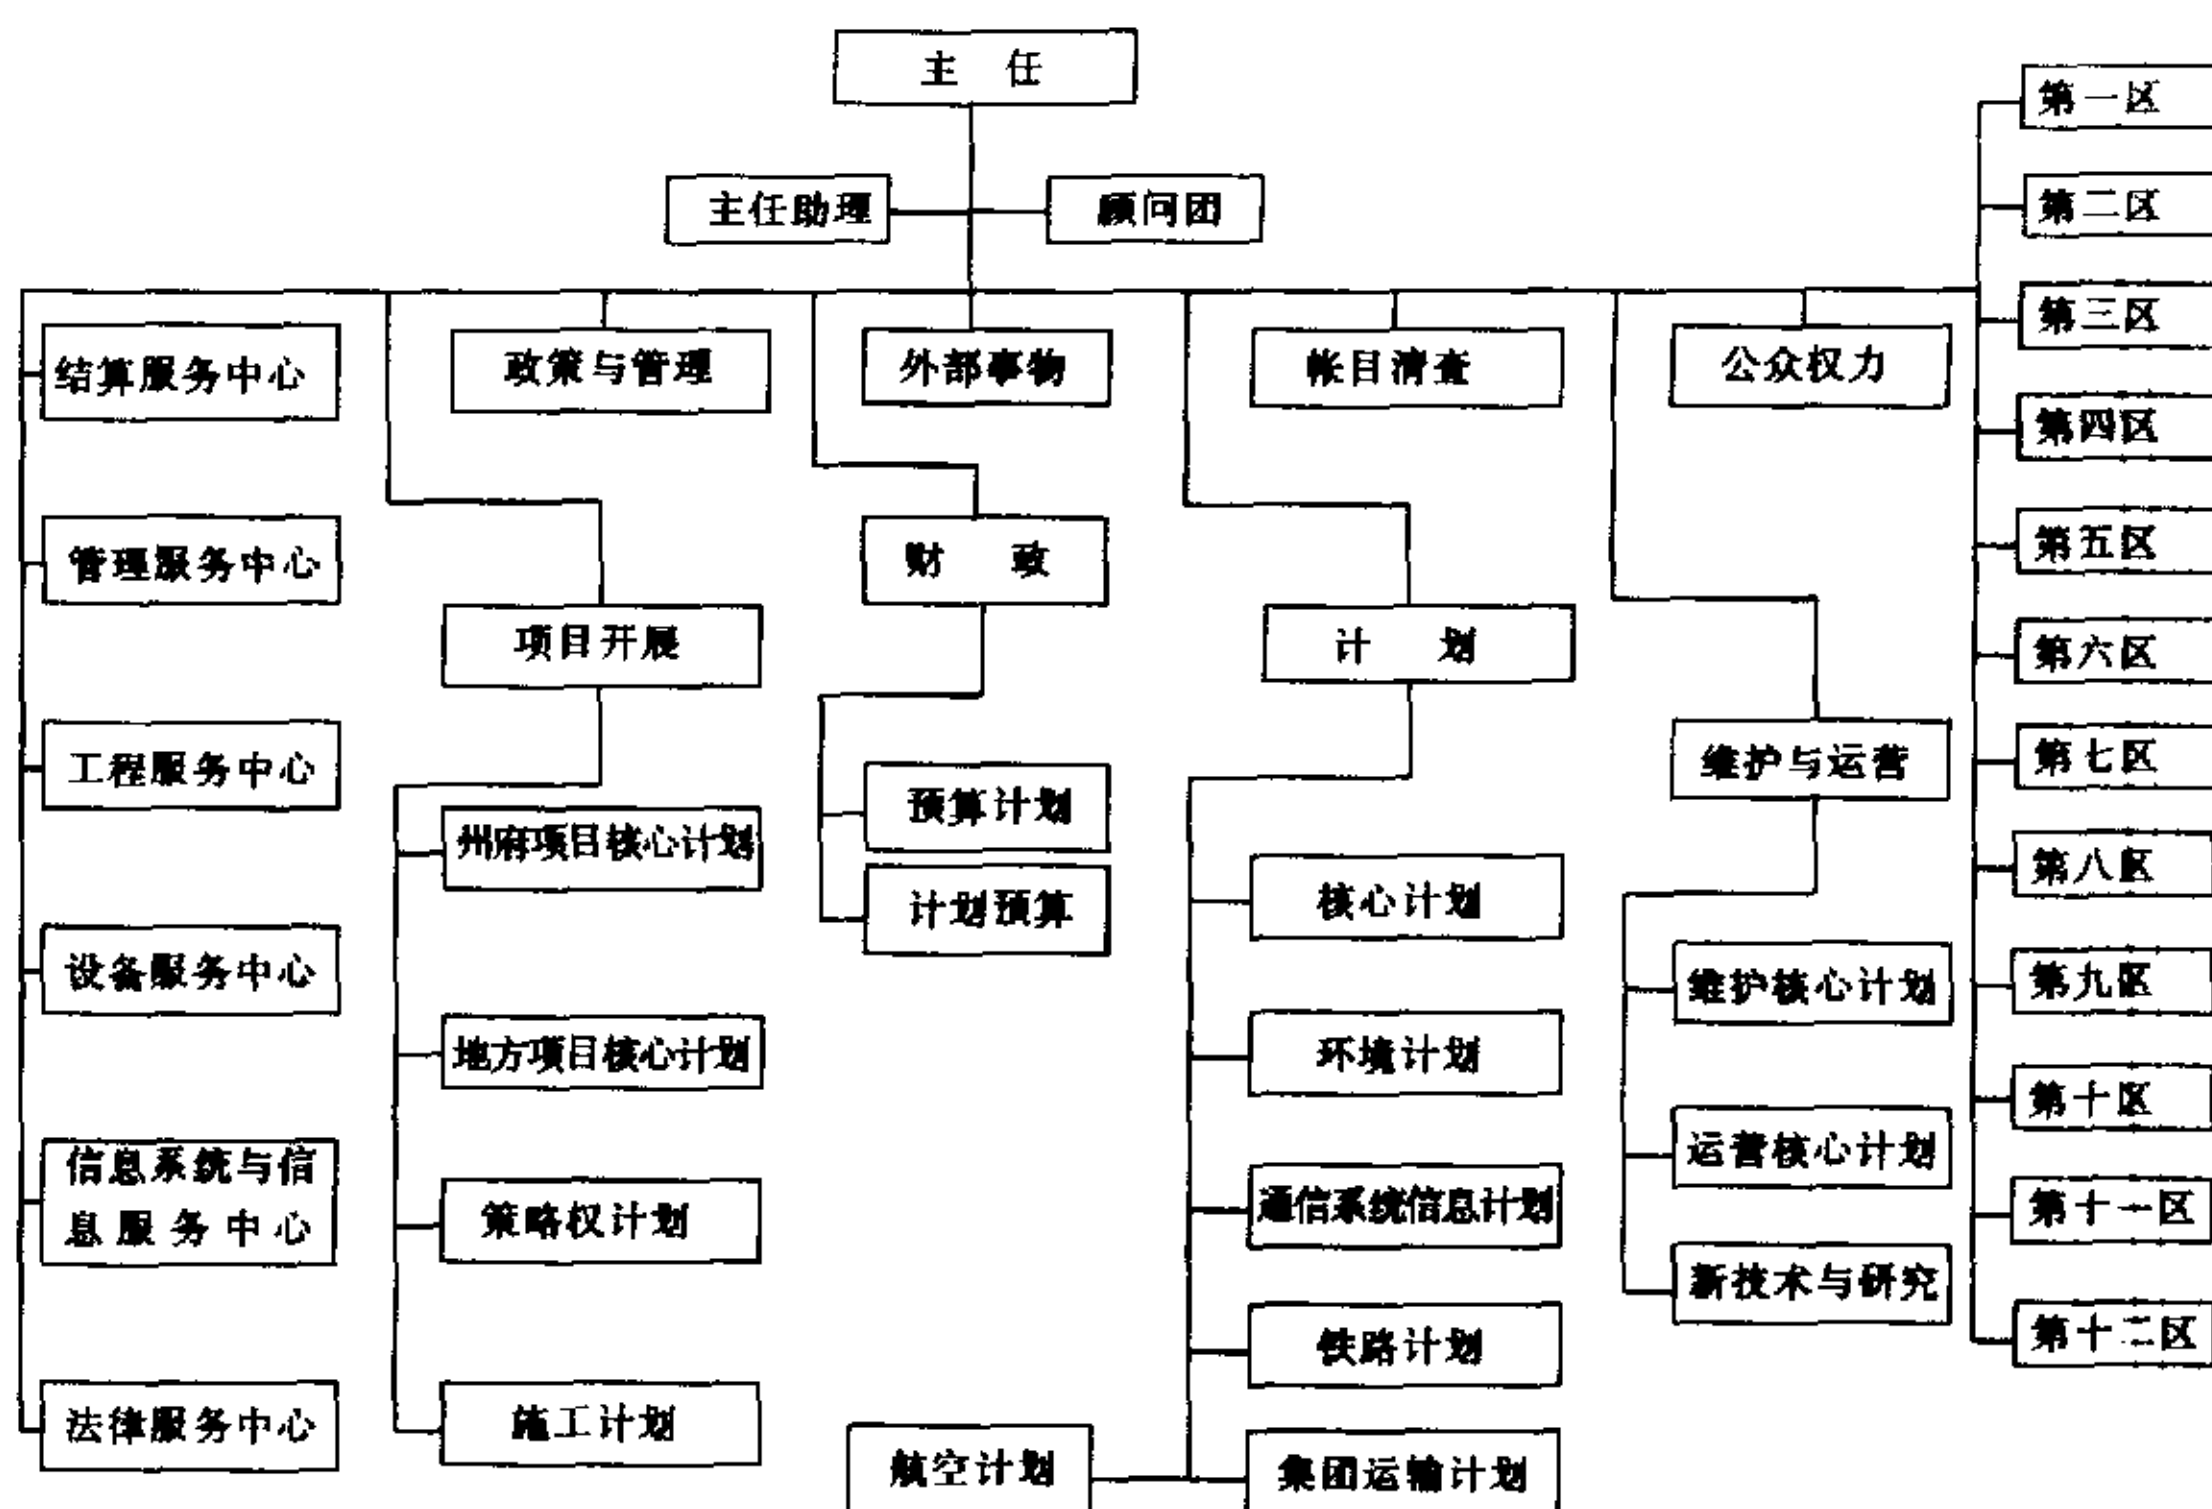 主 任
主任助理
顾问团
结算服务中心
管理服务中心
工程服务中心
设备服务中心
信息系统与信
息服务中心
法律服务中心
政策与管理
项目开展
州府项目核心计划
地方项目核心计划
策略权计划
施工计划
外部事物
财 政
预算计划
计划预算
帐目清查
计 划
核心计划
环境计划
通信系统信息计划
铁路计划
航空计划
集团运输计划
公众权力
维护与运营
维护核心计划
运营核心计划
新技术与研究
第一区
第二区
第三区
第四区
第五区
第六区
第七区
第八区
第九区
第十区
第十一区
第十二区